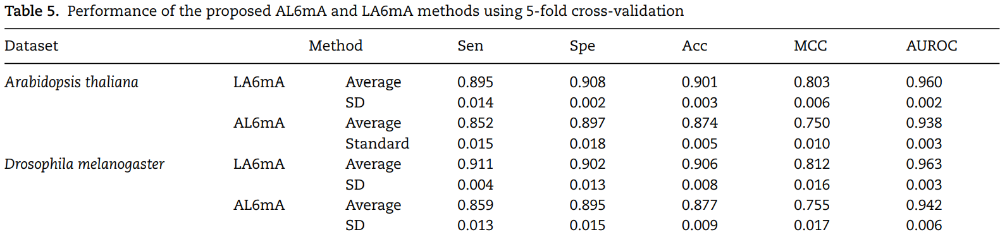 Table 5. Performance of the proposed AL6mA and LA6mA methods using 5-fold cross-validation
Dataset Method Sen Spe Acc MCC AUROC
Arabidopsis thaliana LA6mA Average 0.895 0.908 0.901 0.803 0.960
SD 0.014 0.002 0.003 0.006 0.002
AL6mA Average 0.852 0.897 0.874 0.750 0.938
Standard 0.015 0.018 0.005 0.010 0.003
Drosophila melanogaster LA6mA Average 0.911 0.902 0.906 0.812 0.963
SD 0.004 0.013 0.008 0.016 0.003
AL6mA Average 0.859 0.895 0.877 0.755 0.942
SD 0.013 0.015 0.009 0.017 0.006